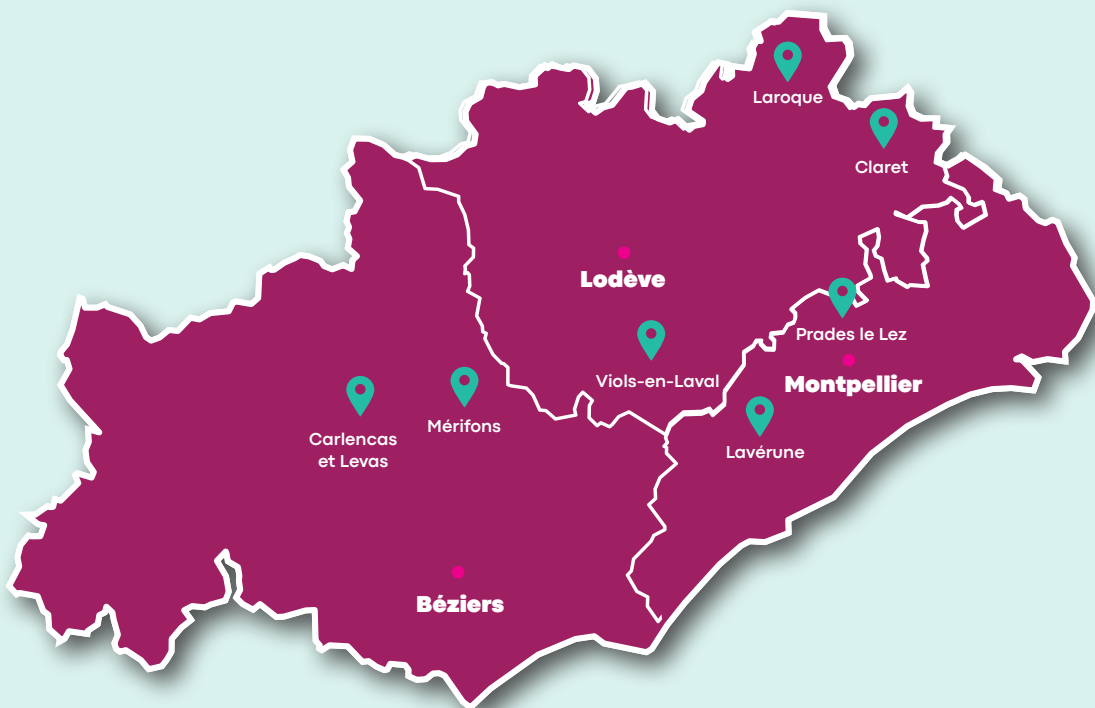 Laroque
Claret
Lodève
Prades le Lez
Viols-en-Laval
Montpellier
Mérifons
Carlencas
et Levas
Lavérune
Béziers